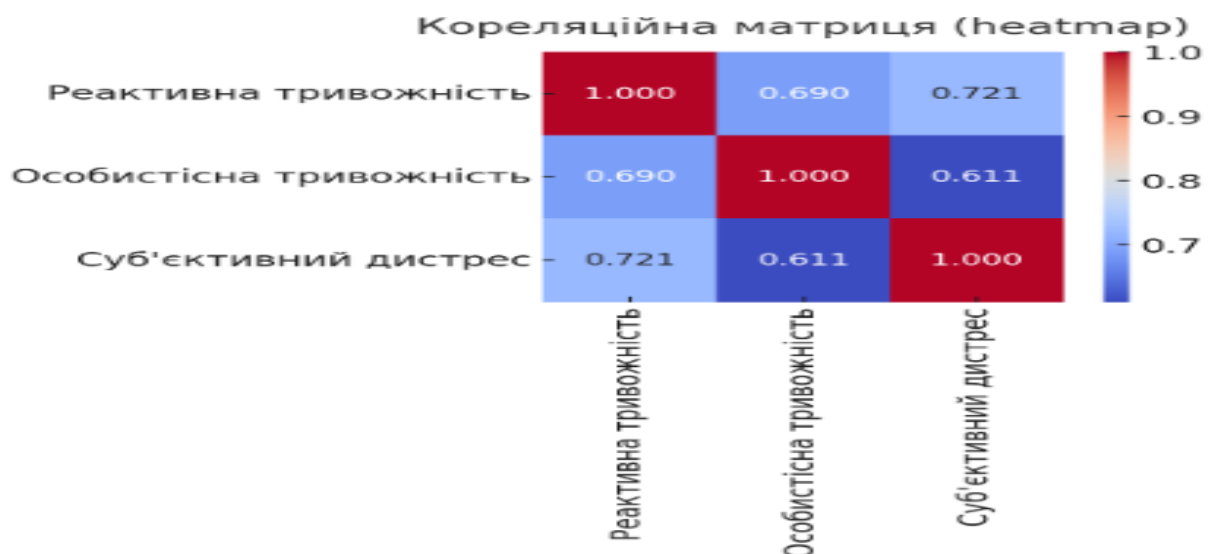 Кореляційна матриця (heatmap)
Реактивна тривожність 1.000 0.690 0.721
Особистісна тривожність 0.690 1.000 0.611
Суб'єктивний дистрес 0.721 0.611 1.000
1.0
0.9
0.8
0.7
Реактивна тривожність
Особистісна тривожність
Суб'єктивний дистрес